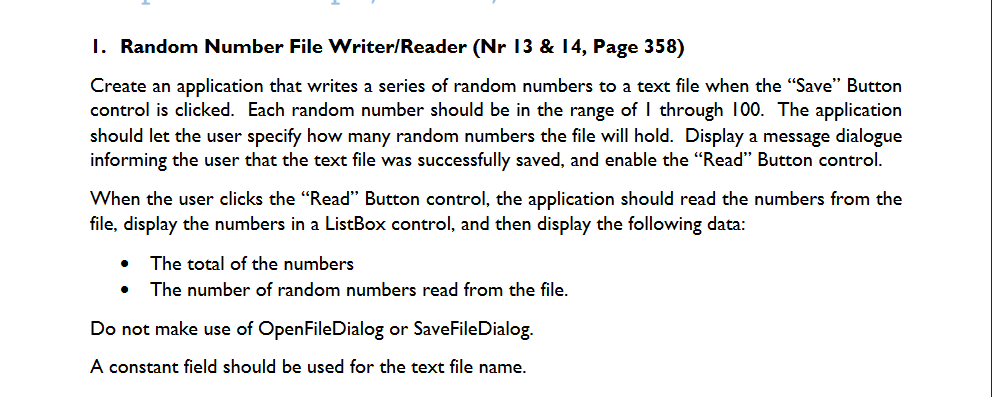 1. Random Number File Writer/Reader (Nr 13 & 14, Page 358)
Create an application that writes a series of random numbers to a text file when the “Save” Button
control is clicked. Each random number should be in the range of 1 through 100. The application
should let the user specify how many random numbers the file will hold. Display a message dialogue
informing the user that the text file was successfully saved, and enable the “Read” Button control.
When the user clicks the “Read” Button control, the application should read the numbers from the
file, display the numbers in a ListBox control, and then display the following data:
• The total of the numbers
• The number of random numbers read from the file.
Do not make use of OpenFileDialog or SaveFileDialog.
A constant field should be used for the text file name.